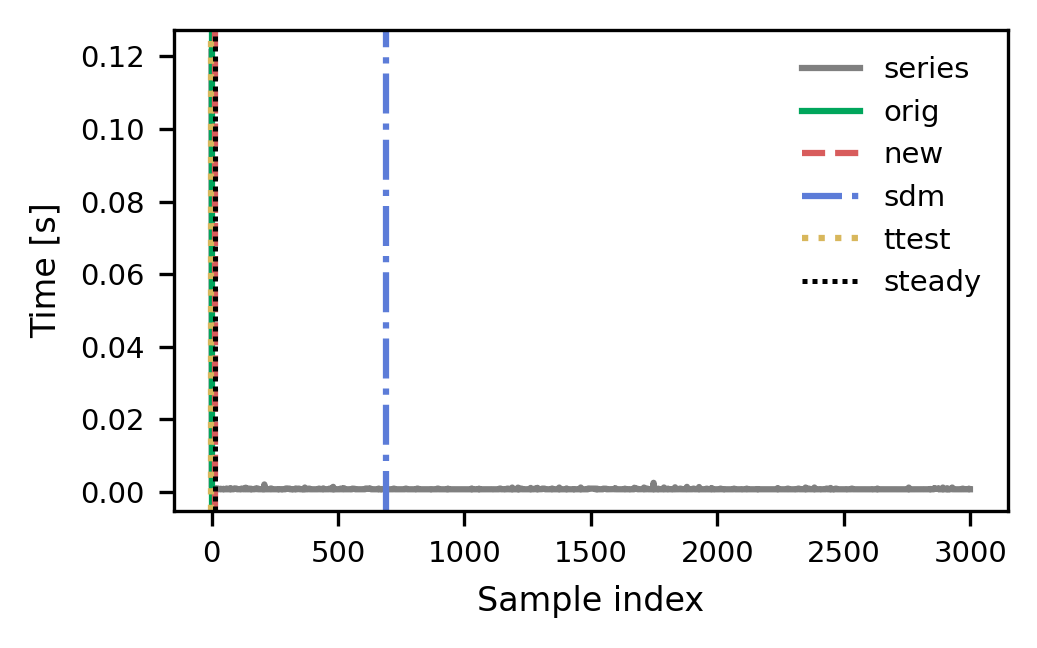 0.12
0.10
0.08
0.06
0.04
0.02
0.00
Time [s]
series
orig
new
sdm
ttest
steady
0 500 1000 1500 2000 2500 3000
Sample index